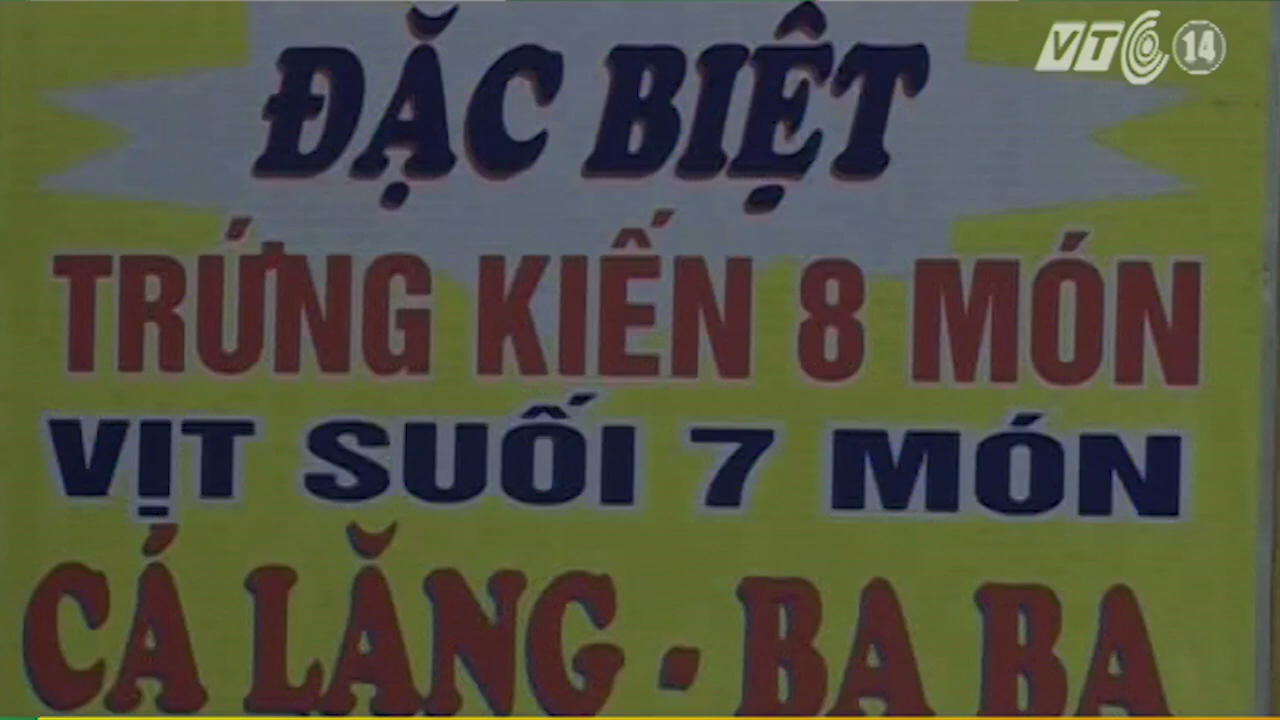 VTC 14
ĐẶC BIỆT
TRỨNG KIẾN 8 MÓN
VỊT SUỐI 7 MÓN
CÁ LĂNG - BA BA